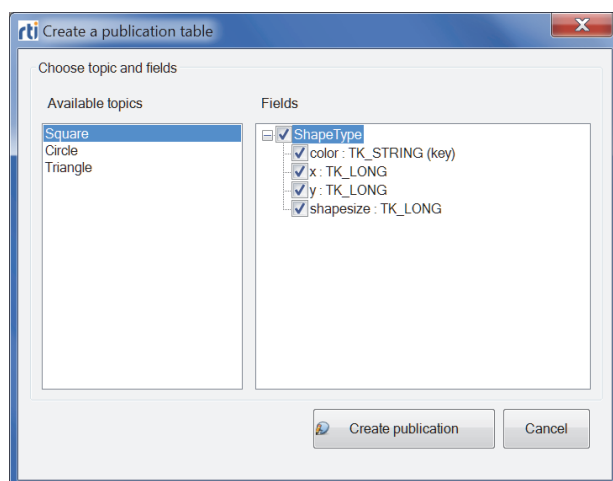 rti Create a publication table
X
Choose topic and fields
Available topics
Fields
Square
Circle
Triangle
ShapeType
color : TK_STRING (key)
x : TK_LONG
y : TK_LONG
shapesize : TK_LONG
Create publication
Cancel